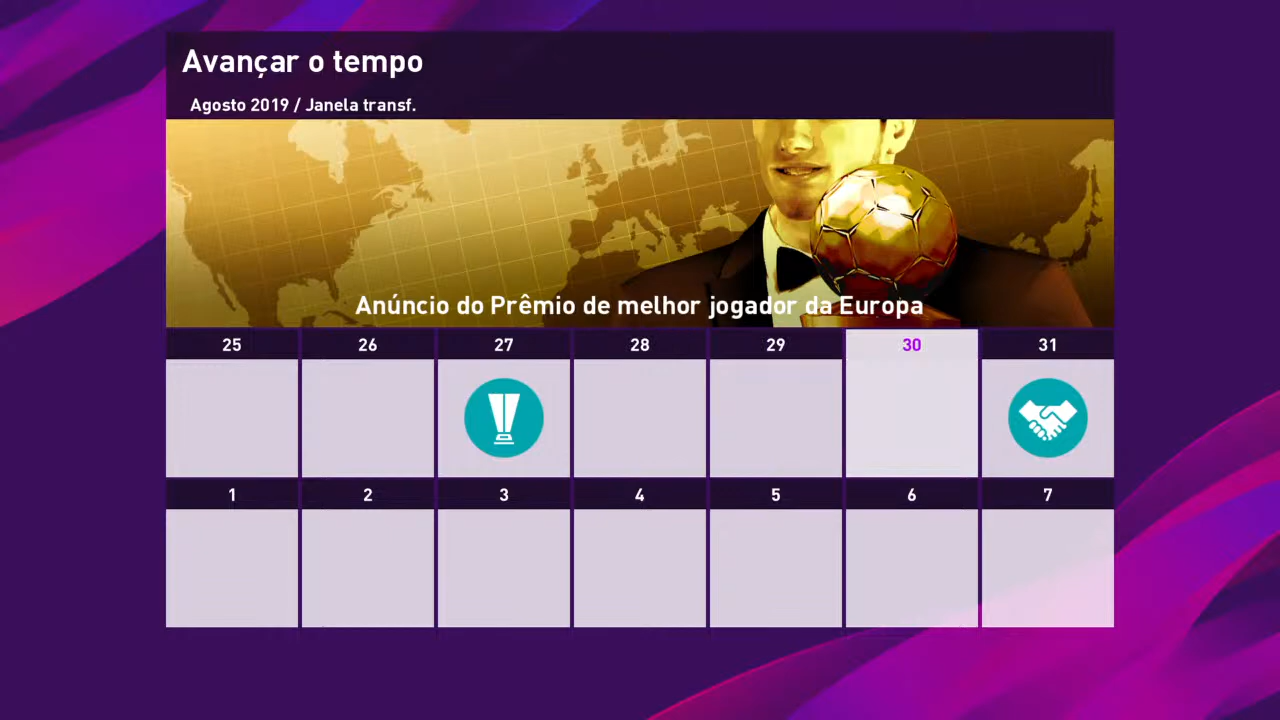 Avançar o tempo
Agosto 2019 / Janela transf.
Anúncio do Prêmio de melhor jogador da Europa
25 26 27 28 29 30 31
1 2 3 4 5 6 7